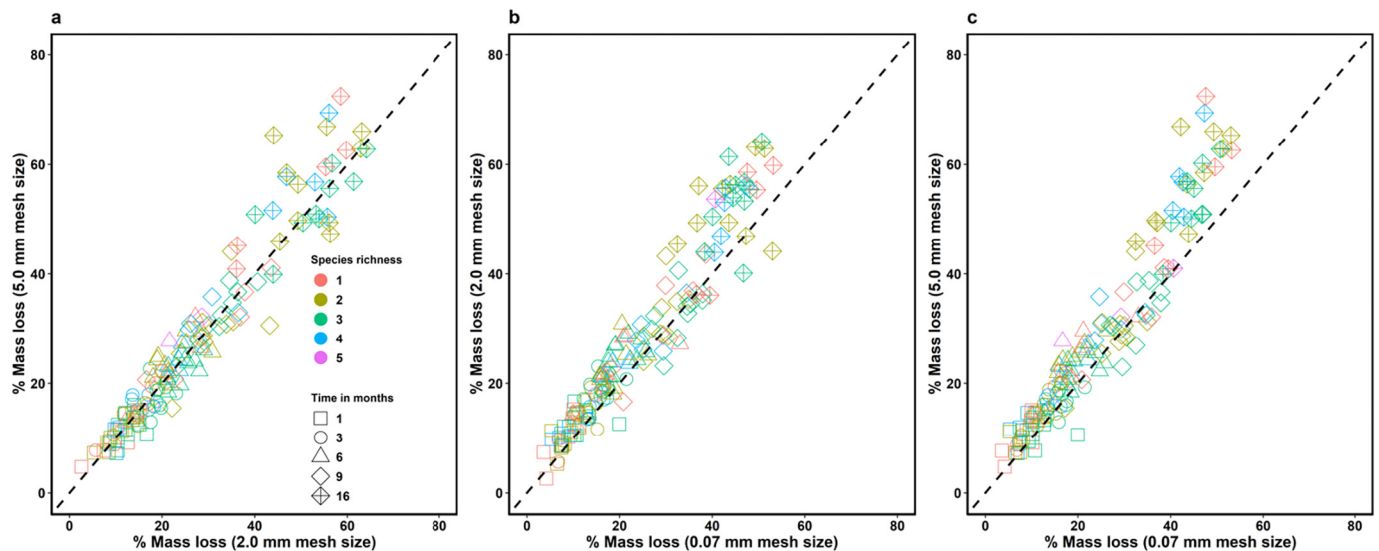 a
% Mass loss (5.0 mm mesh size)
80
60
40
20
0
Species richness
1
2
3
4
5
Time in months
1
3
6
9
16
0 20 40 60 80
% Mass loss (2.0 mm mesh size)
b
% Mass loss (2.0 mm mesh size)
80
60
40
20
0
0 20 40 60 80
% Mass loss (0.07 mm mesh size)
c
% Mass loss (5.0 mm mesh size)
80
60
40
20
0
0 20 40 60 80
% Mass loss (0.07 mm mesh size)